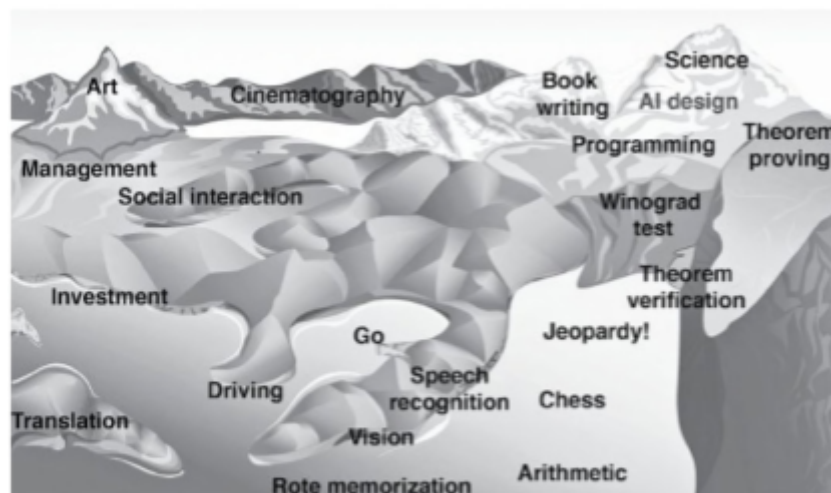 Science
Art
Book
writing
Cinematography
AI design
Programming
Theorem
proving
Management
Social interaction
Winograd
test
Investment
Theorem
verification
Go
Jeopardy!
Driving
Speech
recognition
Chess
Translation
Vision
Rote memorization
Arithmetic